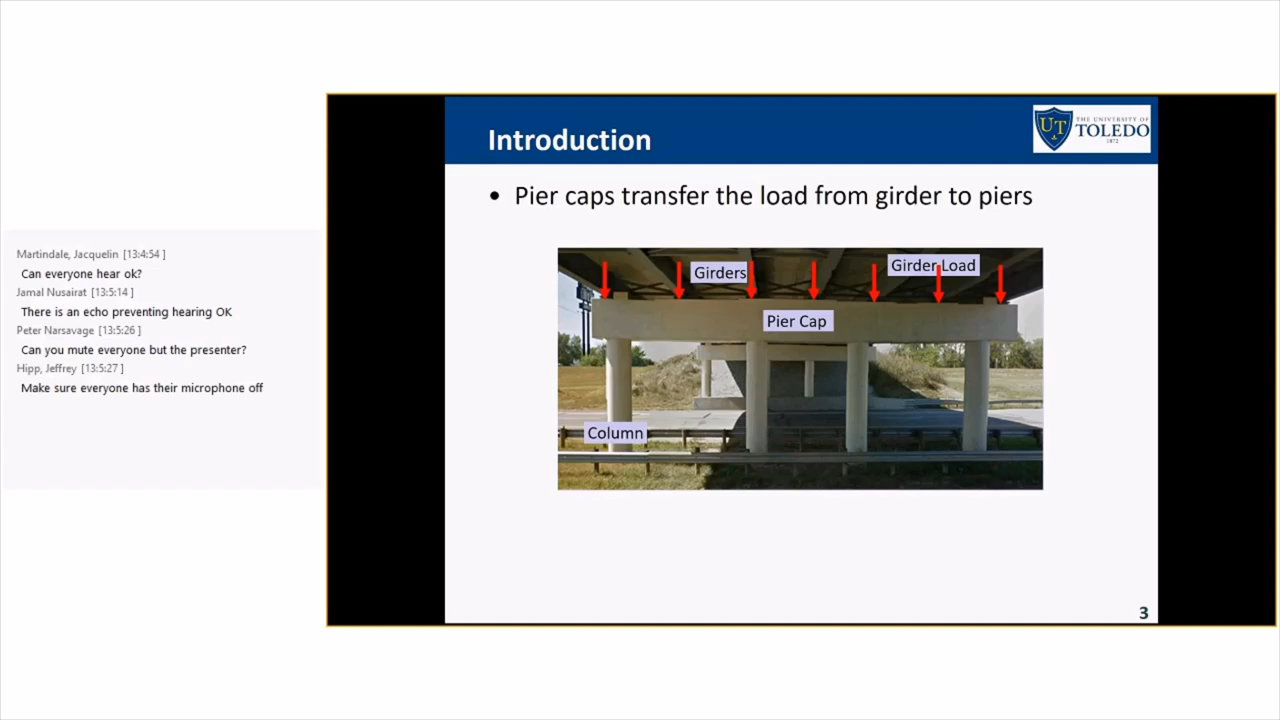 Martindale, Jacquelin [13:4:54 ]
Can everyone hear ok?
Jamal Nusairat [13:5:14 ]
There is an echo preventing hearing OK
Peter Narsavage [13:5:26 ]
Can you mute everyone but the presenter?
Hipp, Jeffrey [13:5:27 ]
Make sure everyone has their microphone off
Introduction
UT
THE UNIVERSITY OF
TOLEDO
1872
• Pier caps transfer the load from girder to piers
Girders
Girder Load
Pier Cap
Column
3